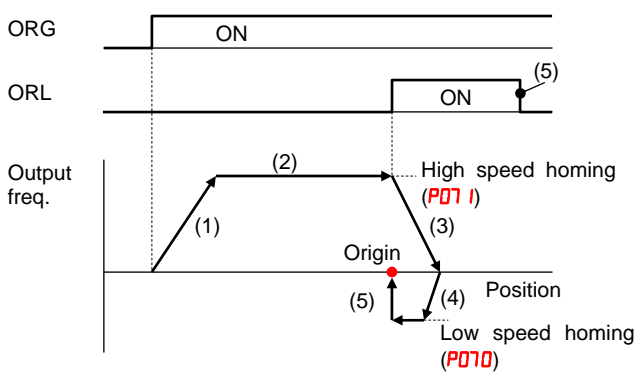 ORG
ON
ORL
ON
(5)
Output
freq.
(2)
High speed homing
(P071)
(1)
(3)
Origin
(5)
(4)
Position
Low speed homing
(P070)